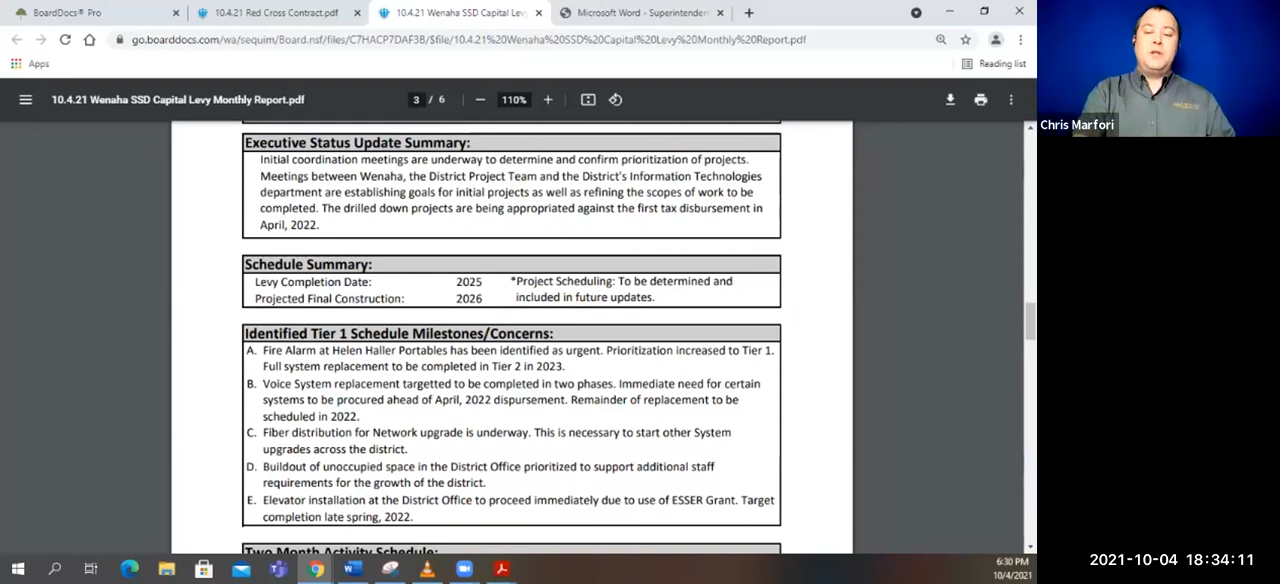 BoardDocs® Pro
10.4.21 Red Cross Contract.pdf
10.4.21 Wenaha SSD Capital Lev
Microsoft Word - Superintenden
go.boarddocs.com/wa/sequim/Board.nsf/files/C7HACP7DAF3B/$file/10.4.21%20Wenaha%20SSD%20Capital%20Levy%20Monthly%20Report.pdf
Apps
Reading list
10.4.21 Wenaha SSD Capital Levy Monthly Report.pdf
3 / 6
110%
Chris Marfori
Executive Status Update Summary:
Initial coordination meetings are underway to determine and confirm prioritization of projects.
Meetings between Wenaha, the District Project Team and the District's Information Technologies
department are establishing goals for initial projects as well as refining the scopes of work to be
completed. The drilled down projects are being appropriated against the first tax disbursement in
April, 2022.
Schedule Summary:
Levy Completion Date: 2025 *Project Scheduling: To be determined and
Projected Final Construction: 2026 included in future updates.
Identified Tier 1 Schedule Milestones/Concerns:
A. Fire Alarm at Helen Haller Portables has been identified as urgent. Prioritization increased to Tier 1.
Full system replacement to be completed in Tier 2 in 2023.
B. Voice System replacement targetted to be completed in two phases. Immediate need for certain
systems to be procured ahead of April, 2022 dispursement. Remainder of replacement to be
scheduled in 2022.
C. Fiber distribution for Network upgrade is underway. This is necessary to start other System
upgrades across the district.
D. Buildout of unoccupied space in the District Office prioritized to support additional staff
requirements for the growth of the district.
E. Elevator installation at the District Office to proceed immediately due to use of ESSER Grant. Target
completion late spring, 2022.
Two Month Activity Schedule:
6:30 PM
10/4/2021
2021-10-04 18:34:11